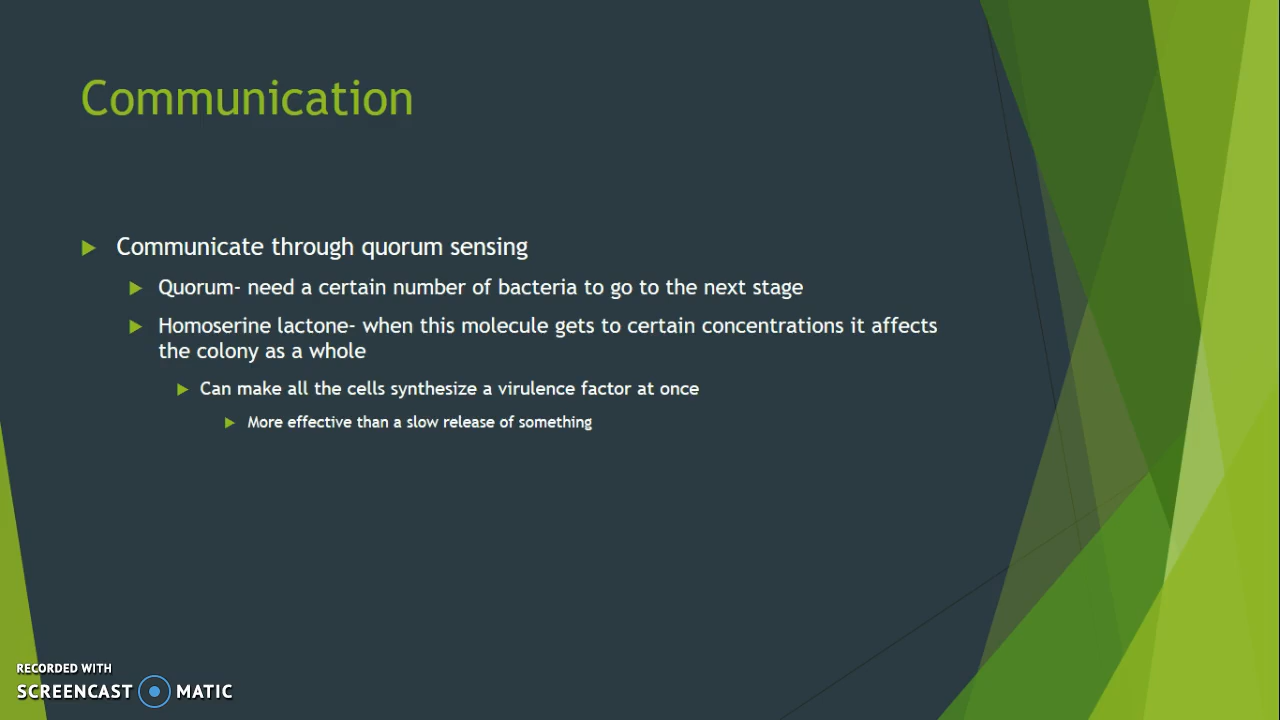 Communication
Communicate through quorum sensing
Quorum- need a certain number of bacteria to go to the next stage
Homoserine lactone- when this molecule gets to certain concentrations it affects
the colony as a whole
Can make all the cells synthesize a virulence factor at once
More effective than a slow release of something
RECORDED WITH
SCREENCAST MATIC